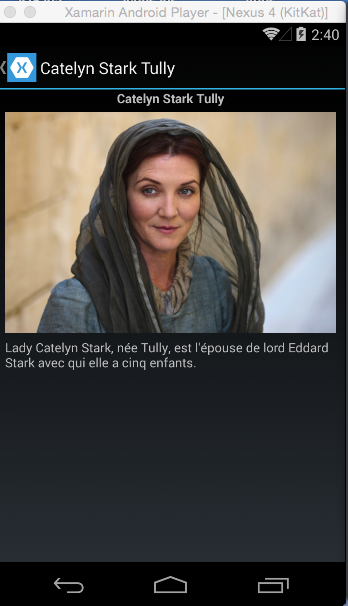 Xamarin Android Player - [Nexus 4 (KitKat)]
2:40
Catelyn Stark Tully
Catelyn Stark Tully
Lady Catelyn Stark, née Tully, est l'épouse de lord Eddard
Stark avec qui elle a cinq enfants.